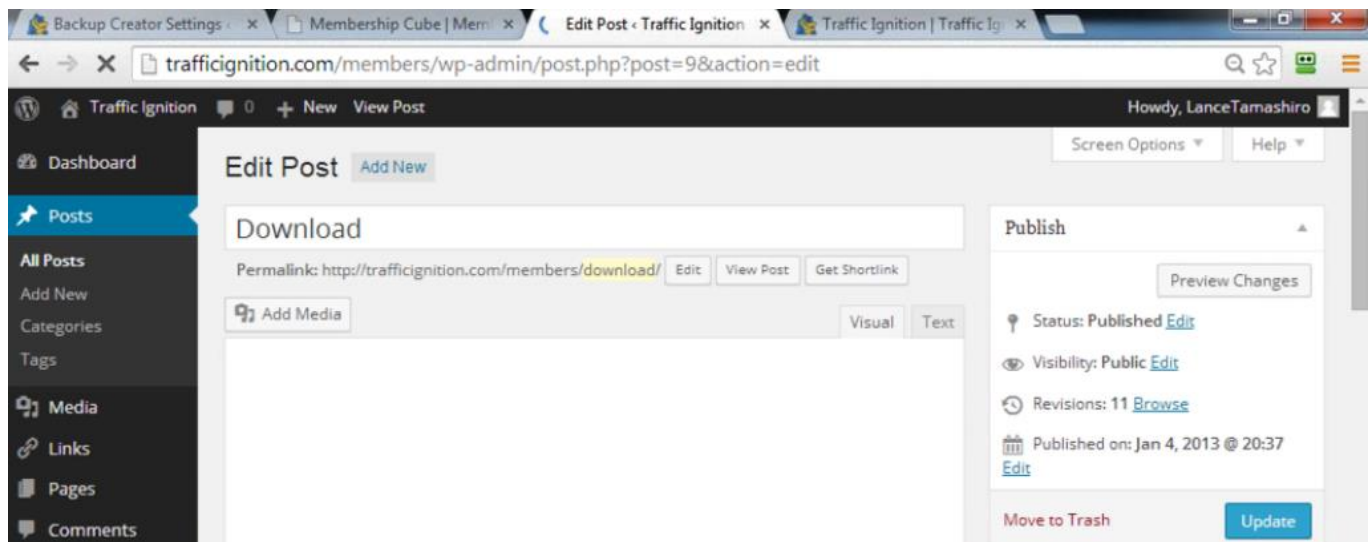 Backup Creator Settings
Membership Cube | Mem
Edit Post ‹ Traffic Ignition
Traffic Ignition | Traffic Ig
trafficignition.com/members/wp-admin/post.php?post=9&action=edit
Traffic Ignition 0 + New View Post Howdy, LanceTamashiro
Screen Options Help
Dashboard
Posts
All Posts
Add New
Categories
Tags
Media
Links
Pages
Comments
Edit Post Add New
Download
Permalink: http://trafficignition.com/members/download/ Edit View Post Get Shortlink
Add Media
Visual Text
Publish
Preview Changes
Status: Published Edit
Visibility: Public Edit
Revisions: 11 Browse
Published on: Jan 4, 2013 @ 20:37
Edit
Move to Trash Update